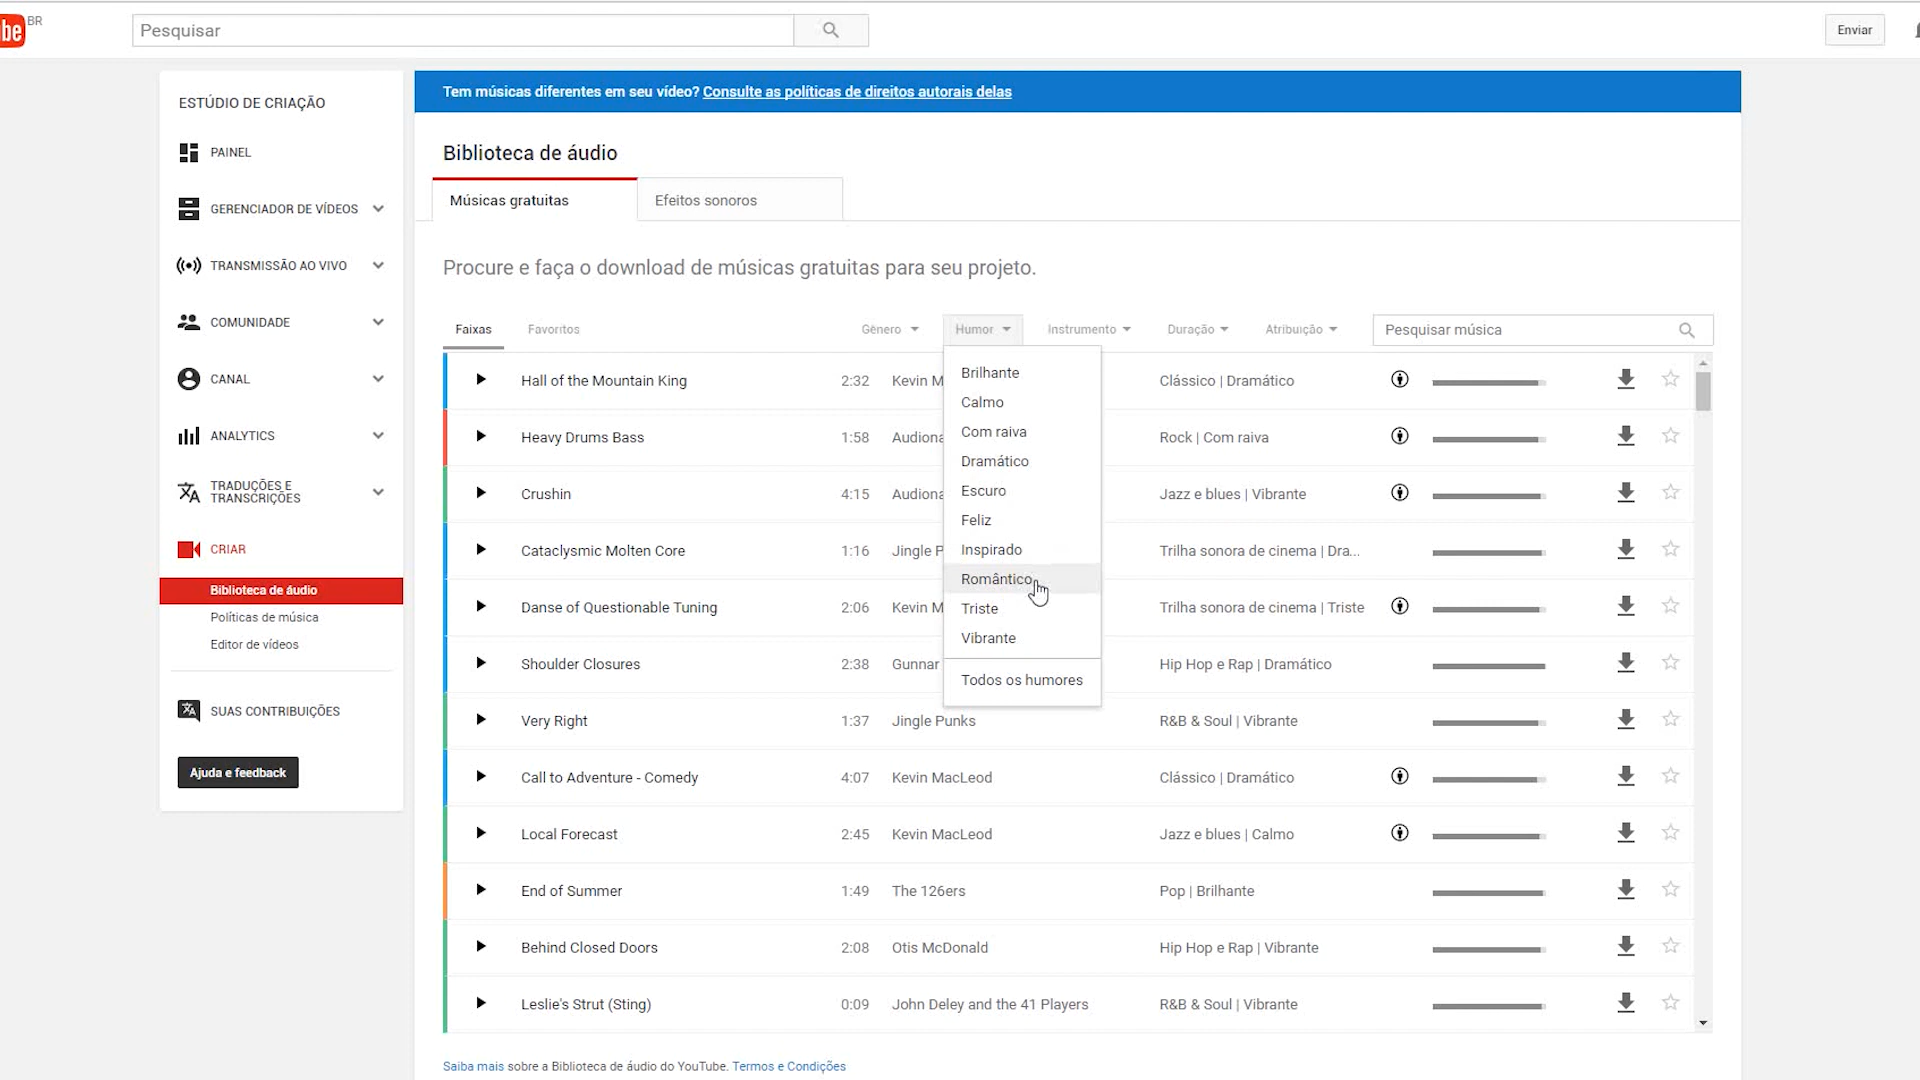 be BR
Pesquisar
Enviar
ESTÚDIO DE CRIAÇÃO
PAINEL
GERENCIADOR DE VÍDEOS
TRANSMISSÃO AO VIVO
COMUNIDADE
CANAL
ANALYTICS
TRADUÇÕES E
TRANSCRIÇÕES
CRIAR
Biblioteca de áudio
Políticas de música
Editor de vídeos
SUAS CONTRIBUIÇÕES
Ajuda e feedback
Tem músicas diferentes em seu vídeo? Consulte as políticas de direitos autorais delas
Biblioteca de áudio
Músicas gratuitas Efeitos sonoros
Procure e faça o download de músicas gratuitas para seu projeto.
Faixas Favoritos Gênero Humor Instrumento Duração Atribuição Pesquisar música
Brilhante
Calmo
Com raiva
Dramático
Escuro
Feliz
Inspirado
Romântico
Triste
Vibrante
Todos os humores
Hall of the Mountain King 2:32 Kevin M Clássico | Dramático
Heavy Drums Bass 1:58 Audiona Rock | Com raiva
Crushin 4:15 Audiona Jazz e blues | Vibrante
Cataclysmic Molten Core 1:16 Jingle P Trilha sonora de cinema | Dra...
Danse of Questionable Tuning 2:06 Kevin M Trilha sonora de cinema | Triste
Shoulder Closures 2:38 Gunnar Hip Hop e Rap | Dramático
Very Right 1:37 Jingle Punks R&B & Soul | Vibrante
Call to Adventure - Comedy 4:07 Kevin MacLeod Clássico | Dramático
Local Forecast 2:45 Kevin MacLeod Jazz e blues | Calmo
End of Summer 1:49 The 126ers Pop | Brilhante
Behind Closed Doors 2:08 Otis McDonald Hip Hop e Rap | Vibrante
Leslie's Strut (Sting) 0:09 John Deley and the 41 Players R&B & Soul | Vibrante
Saiba mais sobre a Biblioteca de áudio do YouTube. Termos e Condições